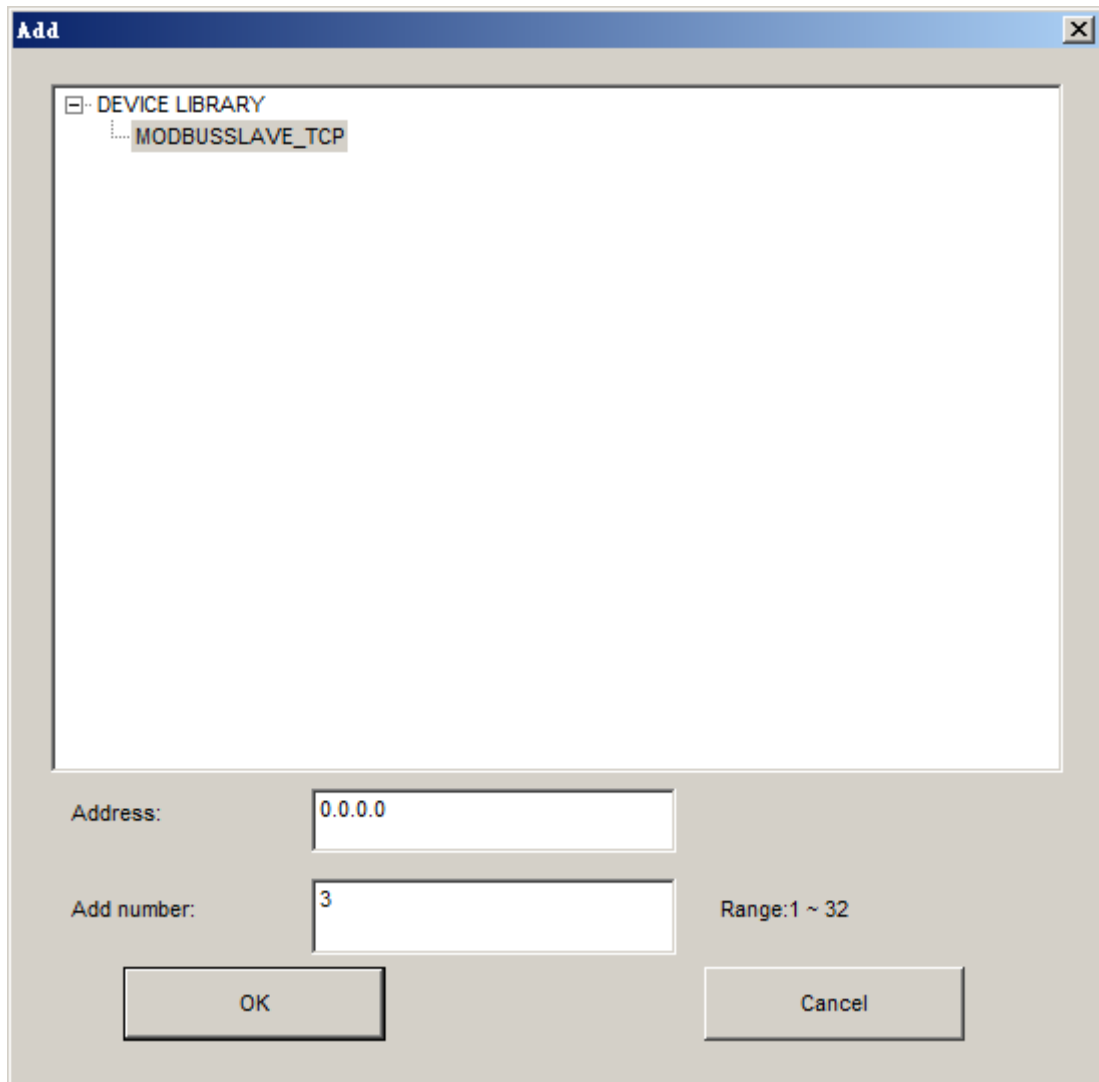 Add
DEVICE LIBRARY
MODBUSSLAVE_TCP
Address:
0.0.0.0
Add number:
3
Range:1 ~ 32
OK
Cancel